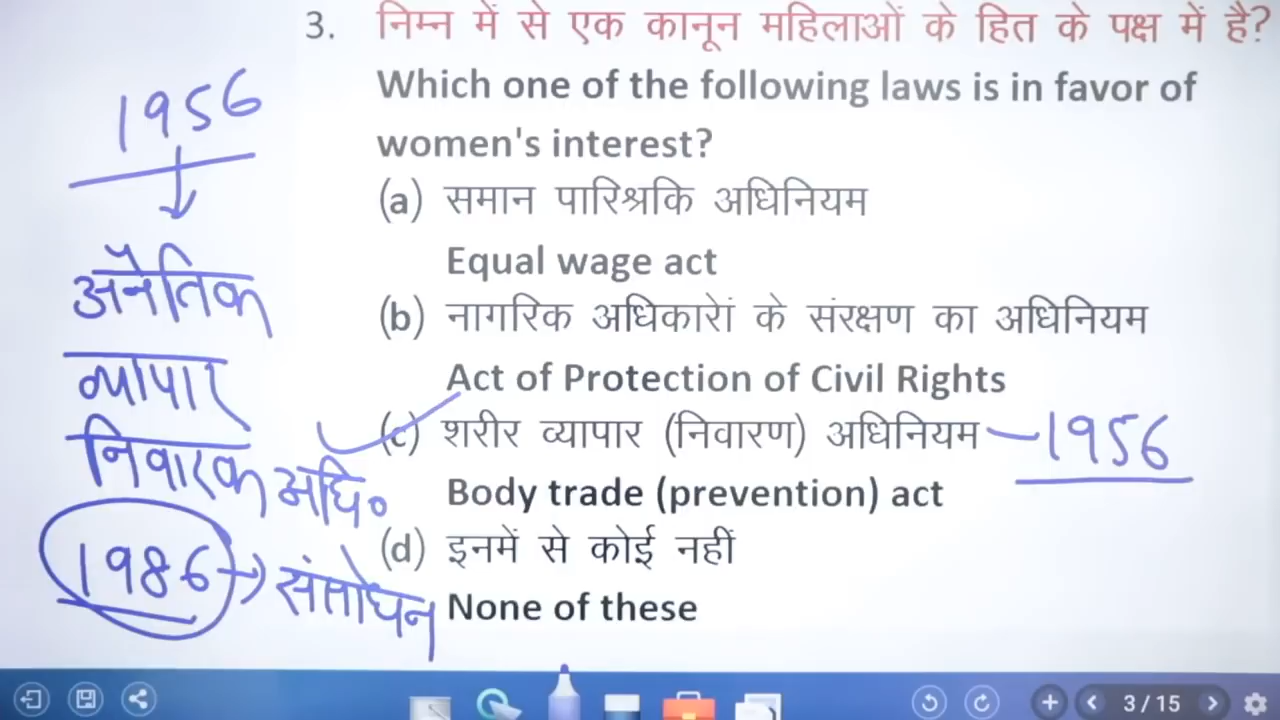 3. निम्न में से एक कानून महिलाओं के हित के पक्ष में है?
Which one of the following laws is in favor of
women's interest?
(a) समान पारिश्रकि अधिनियम
Equal wage act
(b) नागरिक अधिकारेां के संरक्षण का अधिनियम
Act of Protection of Civil Rights
(c) शरीर व्यापार (निवारण) अधिनियम
1956
Body trade (prevention) act
(d) इनमें से कोई नहीं
None of these
1956
अनैतिक
व्यापार
निवारक अधि॰
1986 → संशोधन
3 / 15